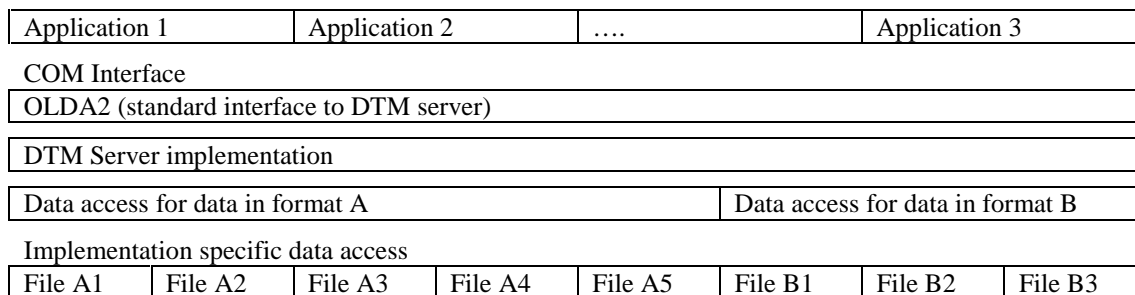 Application 1 Application 2 …. Application 3
COM Interface
OLDA2 (standard interface to DTM server)
DTM Server implementation
Data access for data in format A Data access for data in format B
Implementation specific data access
File A1 File A2 File A3 File A4 File A5 File B1 File B2 File B3